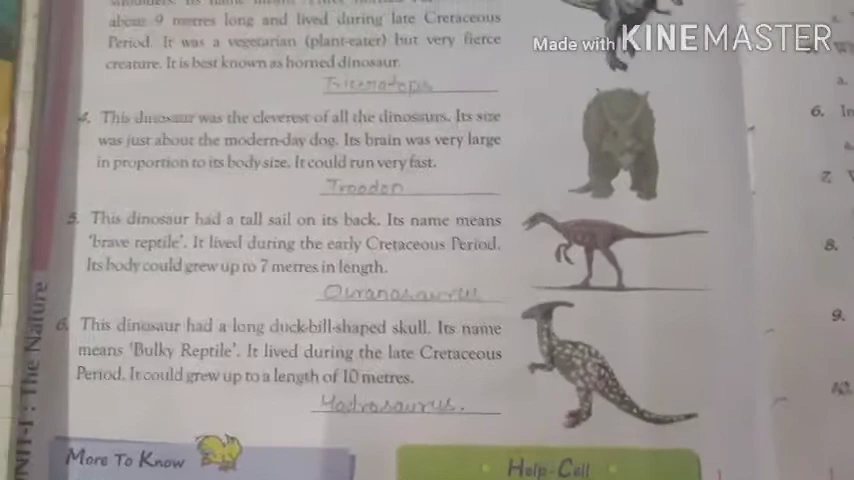 about 9 metres long and lived during late Cretaceous
Period. It was a vegetarian (plant-eater) but very fierce
creature. It is best known as horned dinosaur.
Triceratops
4. This dinosaur was the cleverest of all the dinosaurs. Its size
was just about the modern-day dog. Its brain was very large
in proportion to its body size. It could run very fast.
Troodon
5. This dinosaur had a tall sail on its back. Its name means
'brave reptile'. It lived during the early Cretaceous Period.
Its body could grew up to 7 metres in length.
Ouranosaurus
6. This dinosaur had a long duck-bill-shaped skull. Its name
means 'Bulky Reptile'. It lived during the late Cretaceous
Period. It could grew up to a length of 10 metres.
Hadrosaurus.
UNIT-I : The Nature
More To Know
Help-Cell
Made with KINEMASTER
a.
6. In
7.
8.
9.
10.